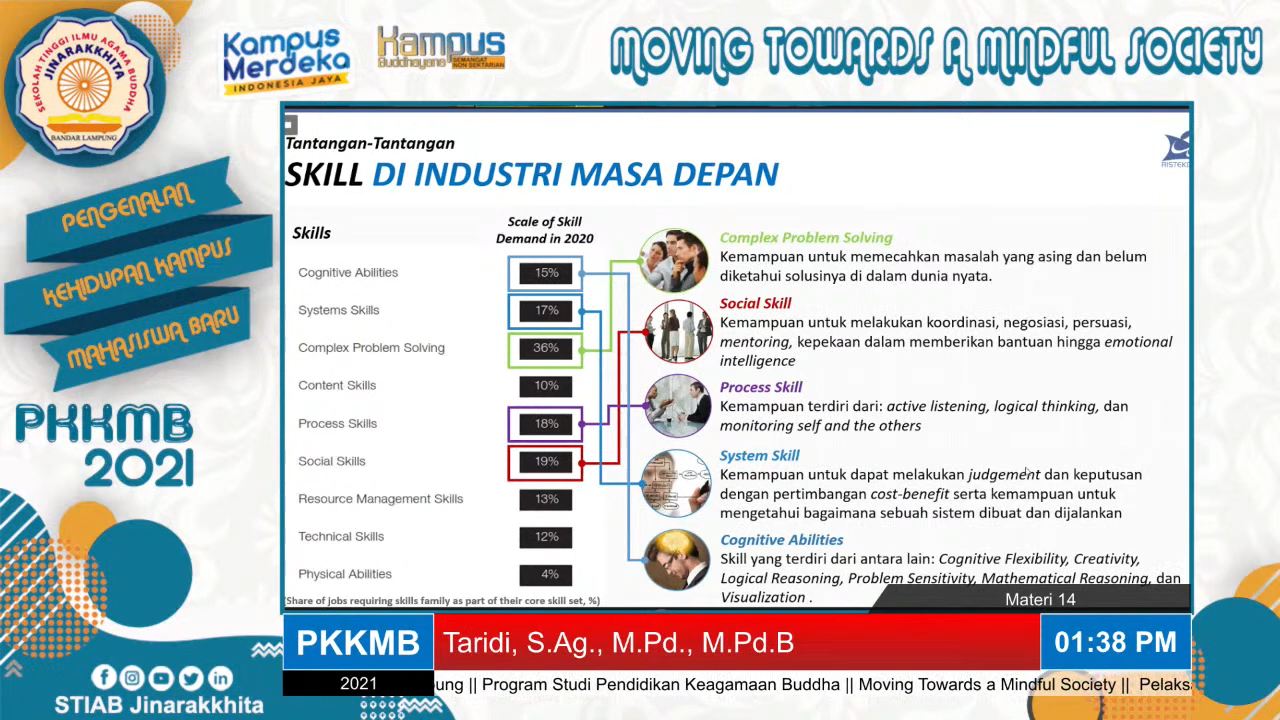 SEKOLAH TINGGI ILMU AGAMA BUDDHA
JINARAKKHITA
BANDAR LAMPUNG
Kampus
Merdeka
INDONESIA JAYA
Kampus
Buddhayana
SEMANGAT
NON SEKTARIAN
MOVING TOWARDS A MINDFUL SOCIETY
PENGENALAN
KEHIDUPAN KAMPUS
MAHASISWA BARU
PKKMB
2021
Tantangan-Tantangan
SKILL DI INDUSTRI MASA DEPAN
Skills
Scale of Skill
Demand in 2020
Cognitive Abilities 15%
Systems Skills 17%
Complex Problem Solving 36%
Content Skills 10%
Process Skills 18%
Social Skills 19%
Resource Management Skills 13%
Technical Skills 12%
Physical Abilities 4%
(Share of jobs requiring skills family as part of their core skill set, %)
Complex Problem Solving
Kemampuan untuk memecahkan masalah yang asing dan belum
diketahui solusinya di dalam dunia nyata.
Social Skill
Kemampuan untuk melakukan koordinasi, negosiasi, persuasi,
mentoring, kepekaan dalam memberikan bantuan hingga emotional
intelligence
Process Skill
Kemampuan terdiri dari: active listening, logical thinking, dan
monitoring self and the others
System Skill
Kemampuan untuk dapat melakukan judgement dan keputusan
dengan pertimbangan cost-benefit serta kemampuan untuk
mengetahui bagaimana sebuah sistem dibuat dan dijalankan
Cognitive Abilities
Skill yang terdiri dari antara lain: Cognitive Flexibility, Creativity,
Logical Reasoning, Problem Sensitivity, Mathematical Reasoning, dan
Visualization .
Materi 14
PKKMB
Taridi, S.Ag., M.Pd., M.Pd.B
01:38 PM
2021
ung || Program Studi Pendidikan Keagamaan Buddha || Moving Towards a Mindful Society || Pelaks
STIAB Jinarakkhita